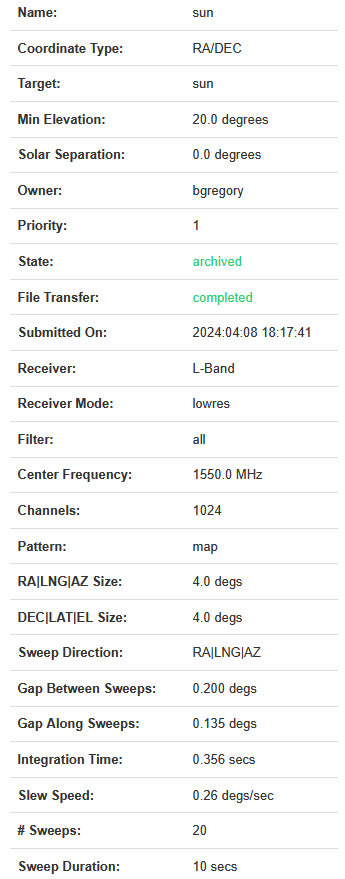 Name: sun
Coordinate Type: RA/DEC
Target: sun
Min Elevation: 20.0 degrees
Solar Separation: 0.0 degrees
Owner: bgregory
Priority: 1
State: archived
File Transfer: completed
Submitted On: 2024:04:08 18:17:41
Receiver: L-Band
Receiver Mode: lowres
Filter: all
Center Frequency: 1550.0 MHz
Channels: 1024
Pattern: map
RA|LNG|AZ Size: 4.0 degs
DEC|LAT|EL Size: 4.0 degs
Sweep Direction: RA|LNG|AZ
Gap Between Sweeps: 0.200 degs
Gap Along Sweeps: 0.135 degs
Integration Time: 0.356 secs
Slew Speed: 0.26 degs/sec
# Sweeps: 20
Sweep Duration: 10 secs